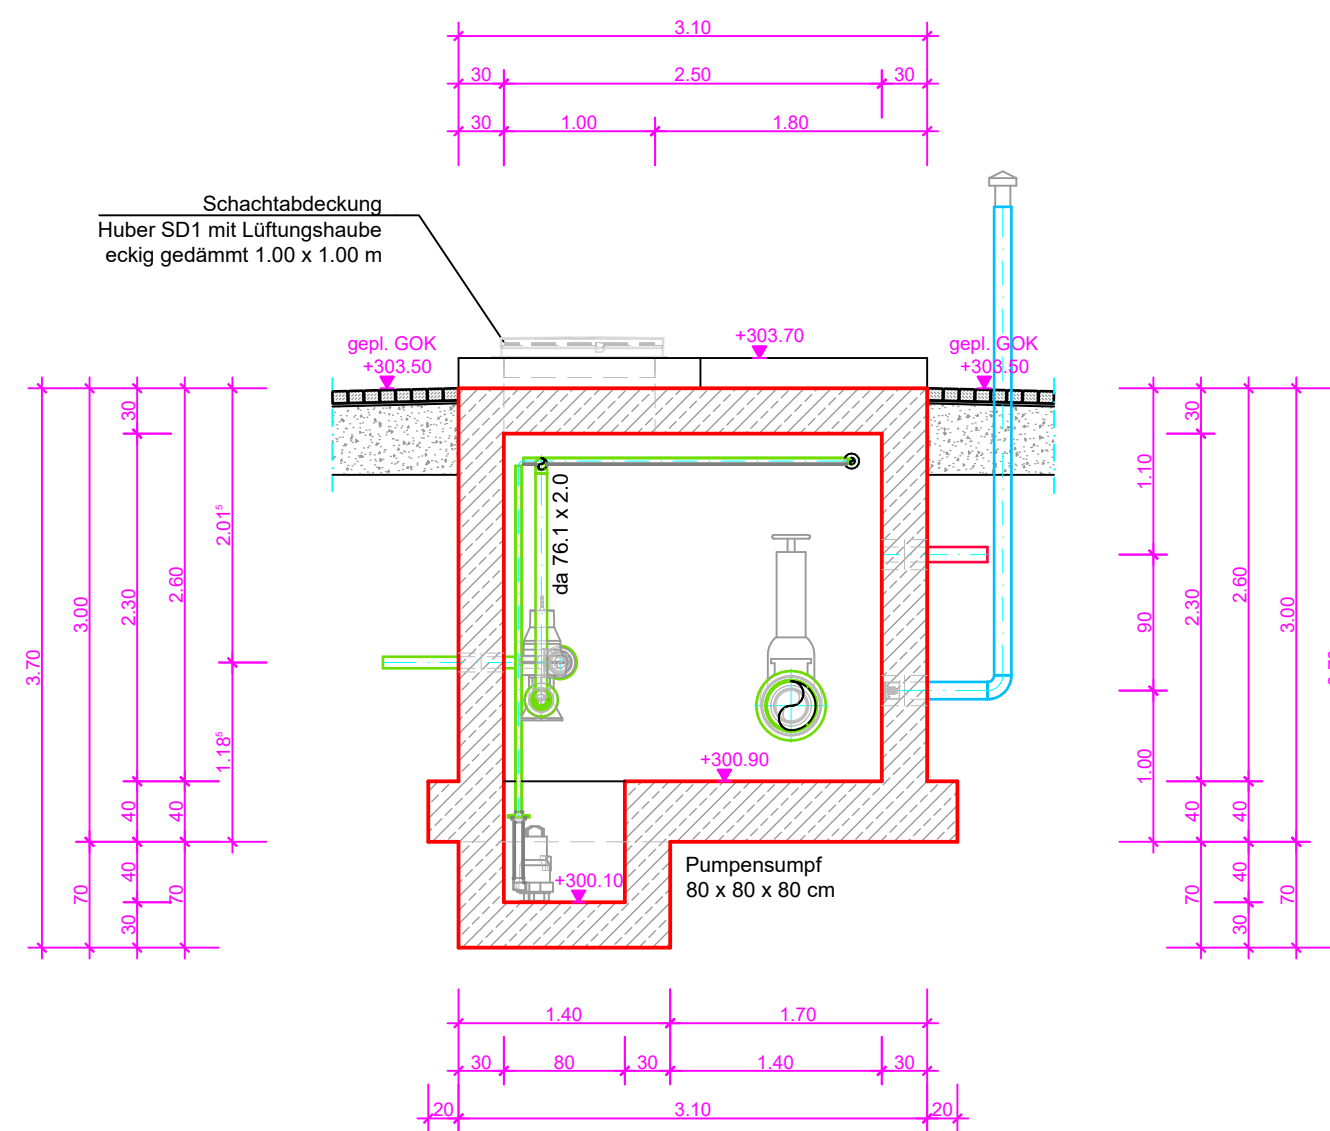 3.10
30 2.50 30
30 1.00 1.80
Schachtabdeckung
Huber SD1 mit Lüftungshaube
eckig gedämmt 1.00 x 1.00 m
gepl. GOK
+303.50
+303.70
gepl. GOK
+303.50
3.70
3.00
70
30
2.30
40
40
30
2.60
40
70
2.01⁵
1.18⁵
da 76.1 x 2.0
+300.90
+300.10
Pumpensumpf
80 x 80 x 80 cm
1.10
90
1.00
30
2.30
40
70
2.60
40
40
30
3.00
70
1.40 1.70
30 80 30 1.40 30
20 3.10 20